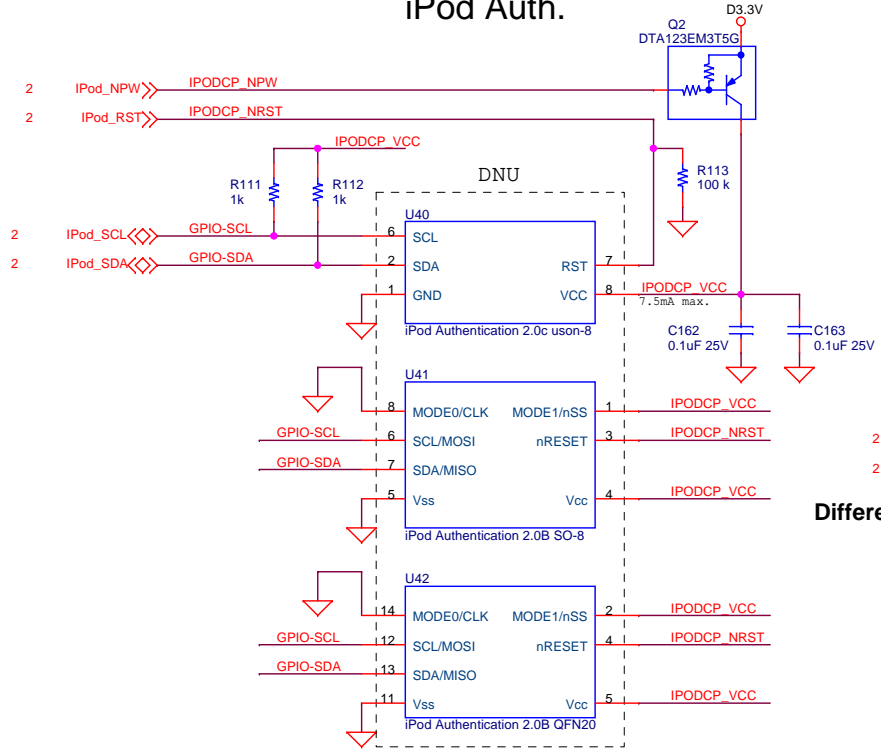 iPod Auth.
D3.3V
Q2
DTA123EM3T5G
2 IPod_NPW IPODCP_NPW
2 IPod_RST IPODCP_NRST
IPODCP_VCC
R111
1k
R112
1k
DNU
R113
100 k
2 IPod_SCL GPIO-SCL
2 IPod_SDA GPIO-SDA
U40
6 SCL
2 SDA RST 7
1 GND VCC 8 IPODCP_VCC
7.5mA max.
iPod Authentication 2.0c uson-8
C162
0.1uF 25V
C163
0.1uF 25V
U41
8 MODE0/CLK MODE1/nSS 1 IPODCP_VCC
GPIO-SCL 6 SCL/MOSI nRESET 3 IPODCP_NRST
2
GPIO-SDA 7 SDA/MISO
2
5 Vss Vcc 4 IPODCP_VCC
iPod Authentication 2.0B SO-8
U42
14 MODE0/CLK MODE1/nSS 2 IPODCP_VCC
GPIO-SCL 12 SCL/MOSI nRESET 4 IPODCP_NRST
GPIO-SDA 13 SDA/MISO
11 Vss Vcc 5 IPODCP_VCC
iPod Authentication 2.0B QFN20